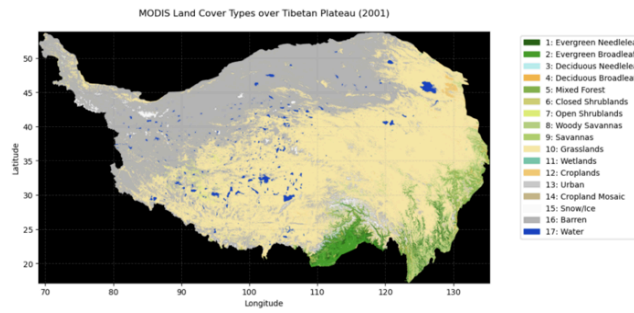 MODIS Land Cover Types over Tibetan Plateau (2001)
55
50
45
40
35
30
25
20
Latitude
70 80 90 100 110 120 130
Longitude
1: Evergreen Needlelea
2: Evergreen Broadleaf
3: Deciduous Needlelea
4: Deciduous Broadleaf
5: Mixed Forest
6: Closed Shrublands
7: Open Shrublands
8: Woody Savannas
9: Savannas
10: Grasslands
11: Wetlands
12: Croplands
13: Urban
14: Cropland Mosaic
15: Snow/Ice
16: Barren
17: Water